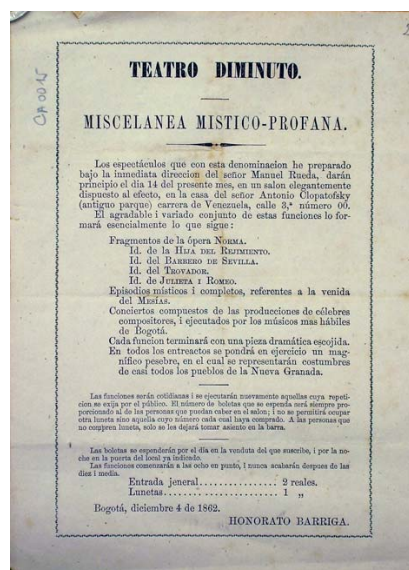 CA0015
TEATRO DIMINUTO.
MISCELANEA MISTICO-PROFANA.
Los espectáculos que con esta denominacion he preparado
bajo la inmediata direccion del señor Manuel Rueda, darán
principio el dia 14 del presente mes, en un salon elegantemente
dispuesto al efecto, en la casa del señor Antonio Clopatofsky
(antiguo parque) carrera de Venezuela, calle 3.ª número 00.
El agradable i variado conjunto de estas funciones lo for-
mará esencialmente lo que sigue:
Fragmentos de la ópera NORMA.
Id. de la HIJA DEL REJIMIENTO.
Id. del BARBERO DE SEVILLA.
Id. del TROVADOR.
Id. de JULIETA I ROMEO.
Episodios místicos i completos, referentes a la venida
del MESÍAS.
Conciertos compuestos de las producciones de célebres
compositores, i ejecutados por los músicos mas hábiles
de Bogotá.
Cada funcion terminará con una pieza dramática escojida.
En todos los entreactos se pondrá en ejercicio un mag-
nífico pesebre, en el cual se representarán costumbres
de casi todos los pueblos de la Nueva Granada.
Las funciones serán cotidianas i se ejecutarán nuevamente aquellas cuya repeti-
cion se exija por el público. El número de boletas que se espenda será siempre pro-
porcionado al de las personas que puedan caber en el salon; i no se permitirá ocupar
otra luneta sino aquella cuyo número cada cual haya comprado. A las personas que
no compren luneta, solo se les dejará tomar asiento en la barra.
Las boletas se espenderán por el dia en la venduta del que suscribe, i por la no-
che en la puerta del local ya indicado.
Las funciones comenzarán a las ocho en punto, i nunca acabarán despues de las
diez i media.
Entrada jeneral................ 2 reales.
Lunetas....................... 1 „
Bogotá, diciembre 4 de 1862.
HONORATO BARRIGA.